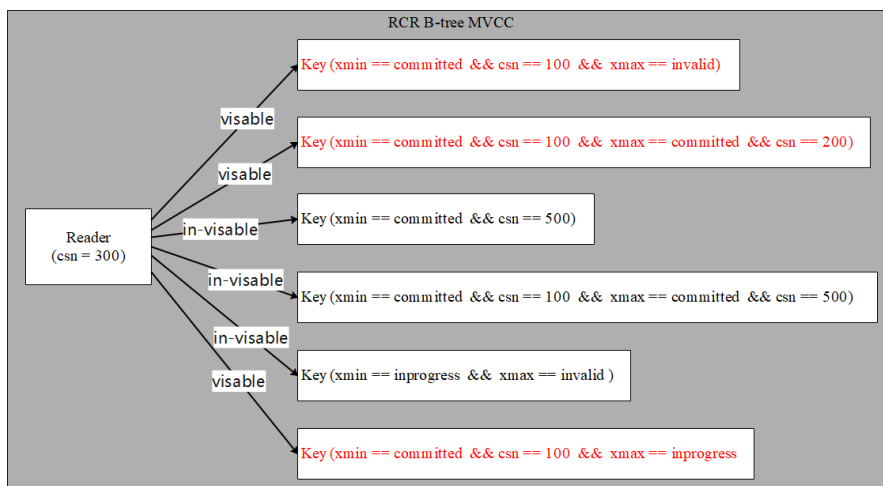 RCR B-tree MVCC
Key (xmin == committed && csn == 100 && xmax == invalid)
visable
Key (xmin == committed && csn == 100 && xmax == committed && csn == 200)
visable
Key (xmin == committed && csn == 500)
in-visable
Reader
(csn = 300)
in-visable
Key (xmin == committed && csn == 100 && xmax == committed && csn == 500)
in-visable
Key (xmin == inprogress && xmax == invalid )
visable
Key (xmin == committed && csn == 100 && xmax == inprogress